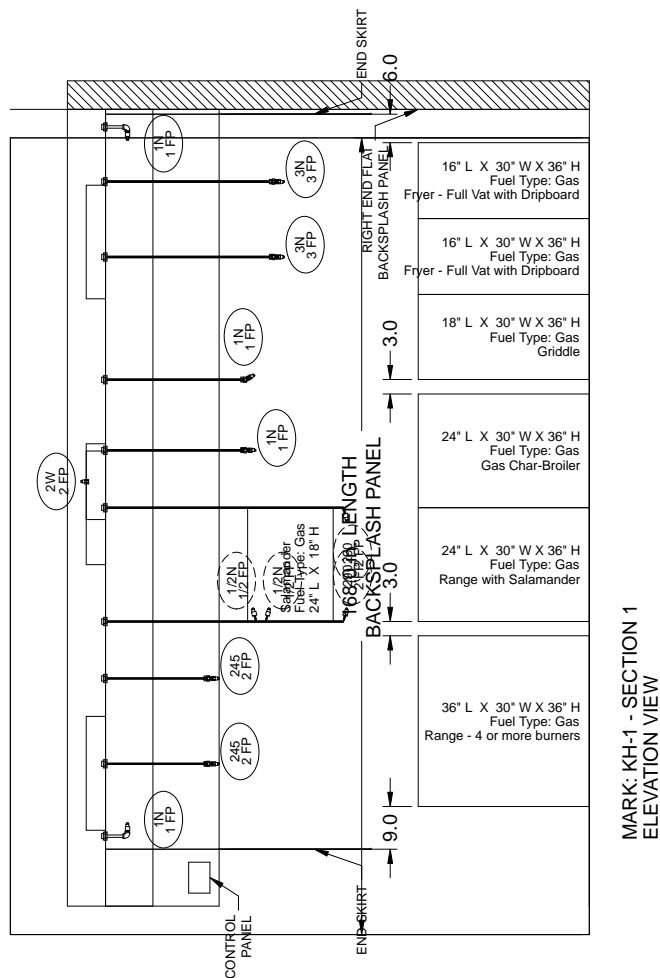 END SKIRT
6.0
1N
1 FP
3N
3 FP
3N
3 FP
1N
1 FP
1N
1 FP
2W
2 FP
1/2N
1/2 FP
1/2N
Salamander
Fuel Type: Gas
24" L X 18" H
245
2 FP
245
2 FP
1N
1 FP
CONTROL
PANEL
END SKIRT
RIGHT END FLAT
BACKSPLASH PANEL
LENGTH
BACKSPLASH PANEL
3.0
3.0
9.0
16" L X 30" W X 36" H
Fuel Type: Gas
Fryer - Full Vat with Dripboard
16" L X 30" W X 36" H
Fuel Type: Gas
Fryer - Full Vat with Dripboard
18" L X 30" W X 36" H
Fuel Type: Gas
Griddle
24" L X 30" W X 36" H
Fuel Type: Gas
Gas Char-Broiler
24" L X 30" W X 36" H
Fuel Type: Gas
Range with Salamander
36" L X 30" W X 36" H
Fuel Type: Gas
Range - 4 or more burners
MARK: KH-1 - SECTION 1
ELEVATION VIEW